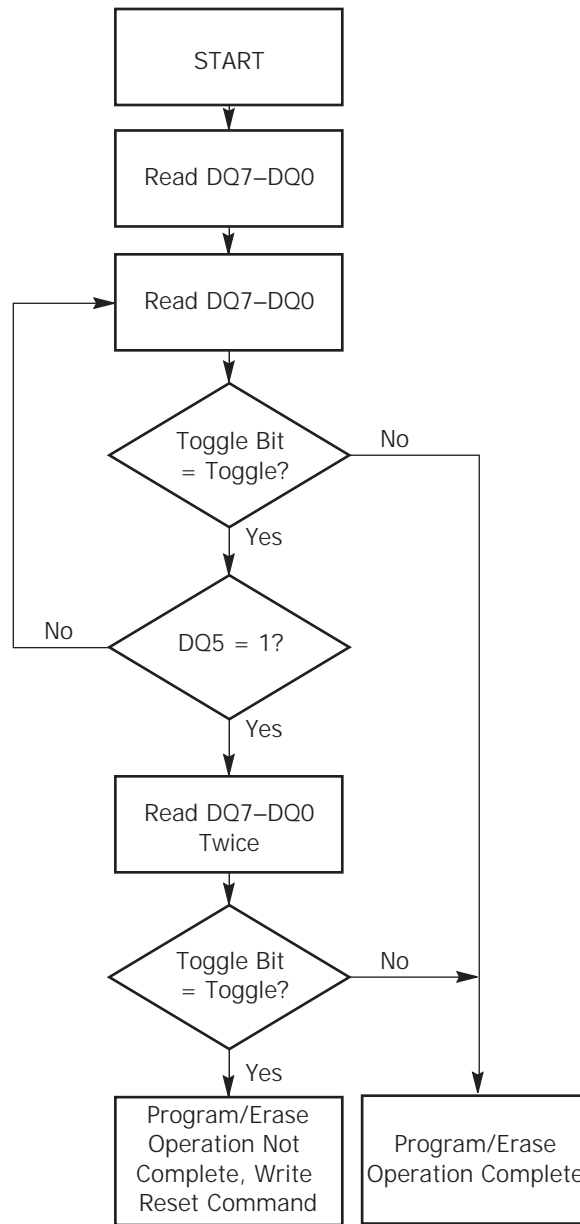 START
Read DQ7–DQ0
Read DQ7–DQ0
Toggle Bit
= Toggle?
No
Yes
No
DQ5 = 1?
Yes
Read DQ7–DQ0
Twice
Toggle Bit
= Toggle?
No
Yes
Program/Erase
Operation Not
Complete, Write
Reset Command
Program/Erase
Operation Complete